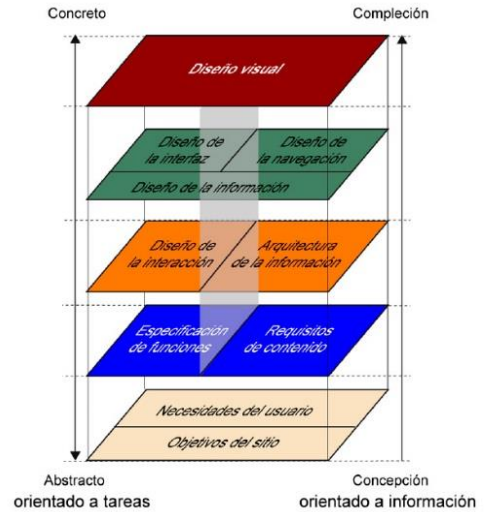 Concreto
Compleción
Diseño visual
Diseño de
la interfaz
Diseño de
la navegación
Diseño de la información
Diseño de
la interacción
Arquitectura
de la información
Especificación
de funciones
Requisitos
de contenido
Necesidades del usuario
Objetivos del sitio
Abstracto
orientado a tareas
Concepción
orientado a información